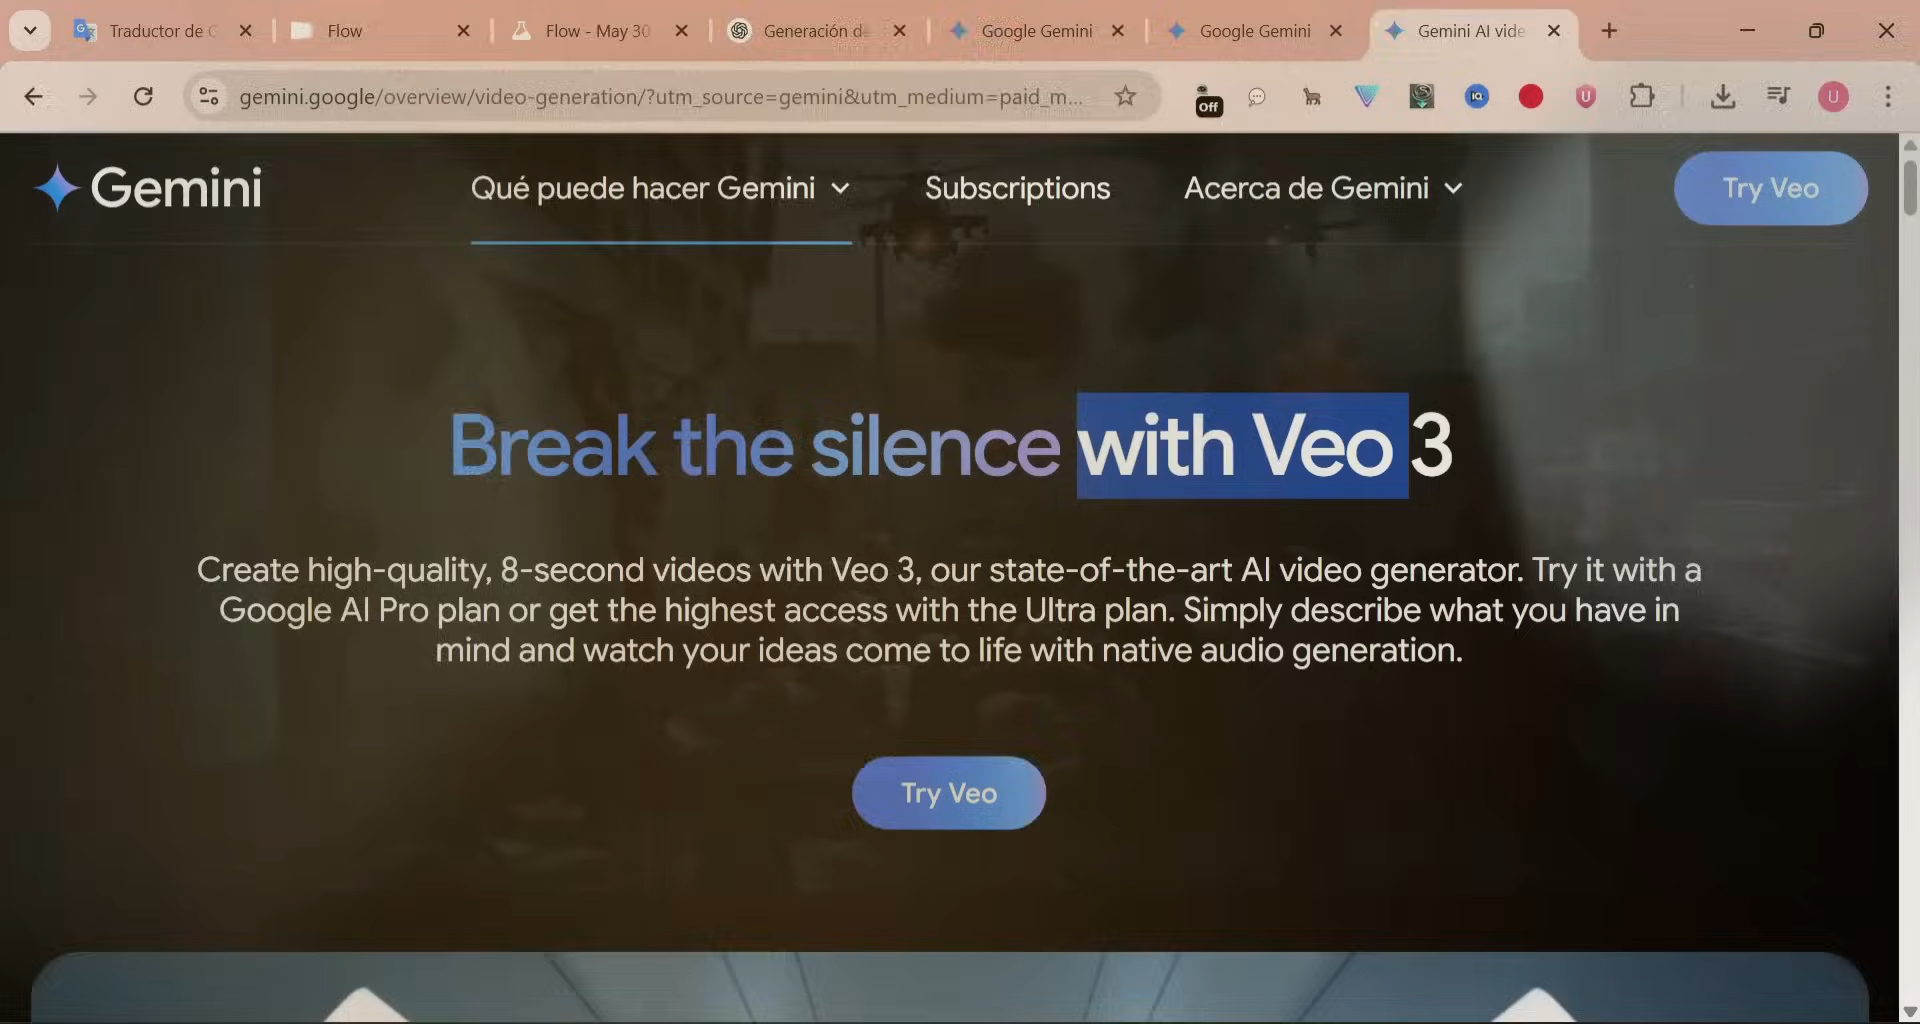 Traductor de G
Flow
Flow - May 30
Generación de
Google Gemini
Google Gemini
Gemini AI vide
gemini.google/overview/video-generation/?utm_source=gemini&utm_medium=paid_m...
Off
IQ
U
U
Gemini
Qué puede hacer Gemini
Subscriptions
Acerca de Gemini
Try Veo
Break the silence with Veo 3
Create high-quality, 8-second videos with Veo 3, our state-of-the-art AI video generator. Try it with a
Google AI Pro plan or get the highest access with the Ultra plan. Simply describe what you have in
mind and watch your ideas come to life with native audio generation.
Try Veo